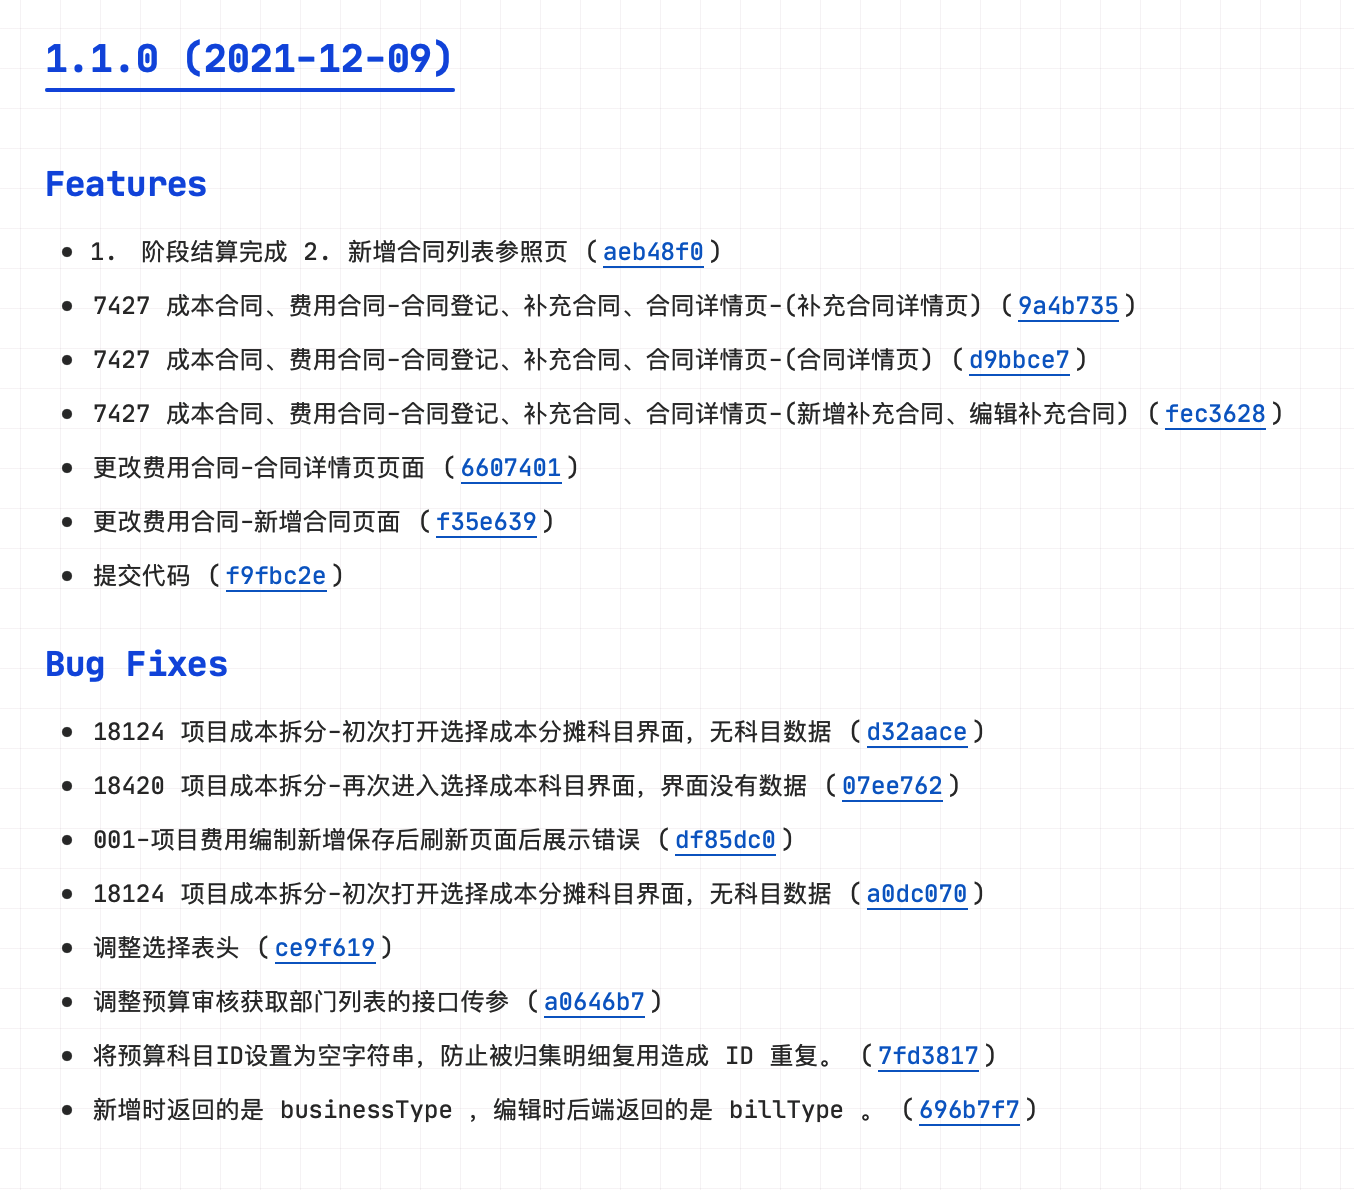 1.1.0 (2021-12-09)
Features
1. 阶段结算完成 2. 新增合同列表参照页 (aeb48f0)
7427 成本合同、费用合同-合同登记、补充合同、合同详情页-(补充合同详情页) (9a4b735)
7427 成本合同、费用合同-合同登记、补充合同、合同详情页-(合同详情页) (d9bbce7)
7427 成本合同、费用合同-合同登记、补充合同、合同详情页-(新增补充合同、编辑补充合同) (fec3628)
更改费用合同-合同详情页页面 (6607401)
更改费用合同-新增合同页面 (f35e639)
提交代码 (f9fbc2e)
Bug Fixes
18124 项目成本拆分-初次打开选择成本分摊科目界面，无科目数据 (d32aace)
18420 项目成本拆分-再次进入选择成本科目界面，界面没有数据 (07ee762)
001-项目费用编制新增保存后刷新页面后展示错误 (df85dc0)
18124 项目成本拆分-初次打开选择成本分摊科目界面，无科目数据 (a0dc070)
调整选择表头 (ce9f619)
调整预算审核获取部门列表的接口传参 (a0646b7)
将预算科目ID设置为空字符串，防止被归集明细复用造成 ID 重复。 (7fd3817)
新增时返回的是 businessType ，编辑时后端返回的是 billType 。 (696b7f7)